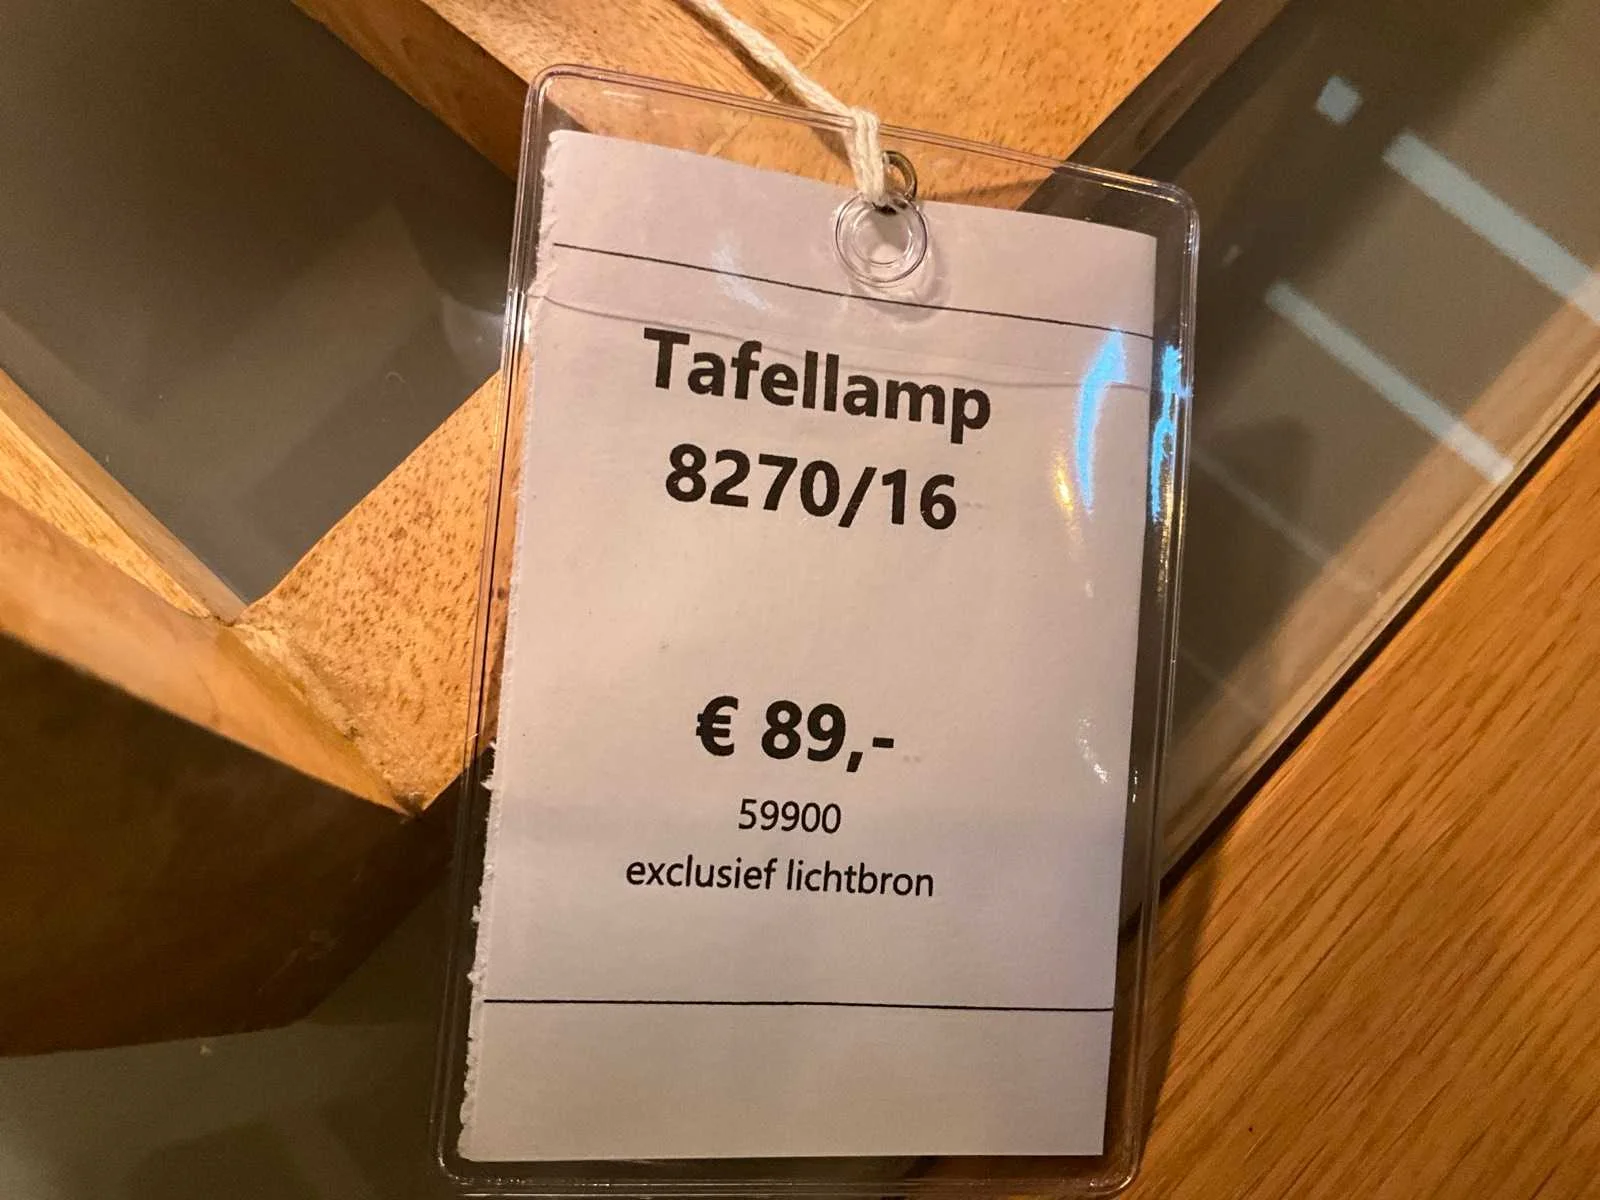 Tafellamp
8270/16
€ 89,-
59900
exclusief lichtbron